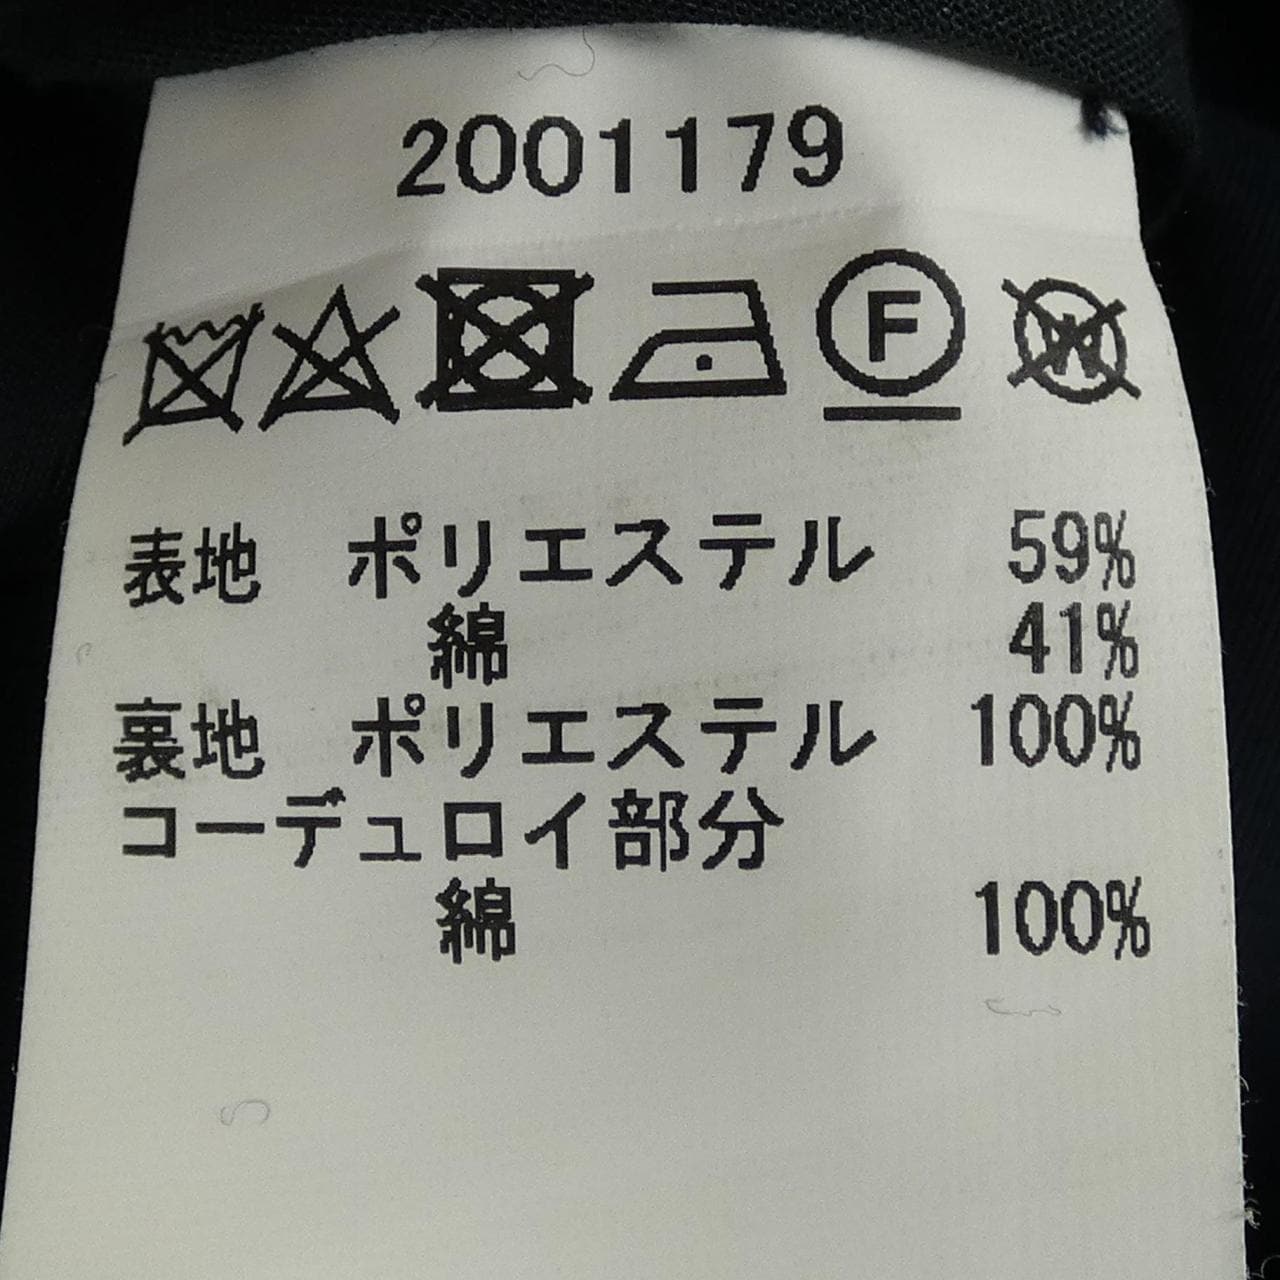 2001179
F W
表地 ポリエステル 59%
綿 41%
裏地 ポリエステル 100%
コーデュロイ部分
綿 100%